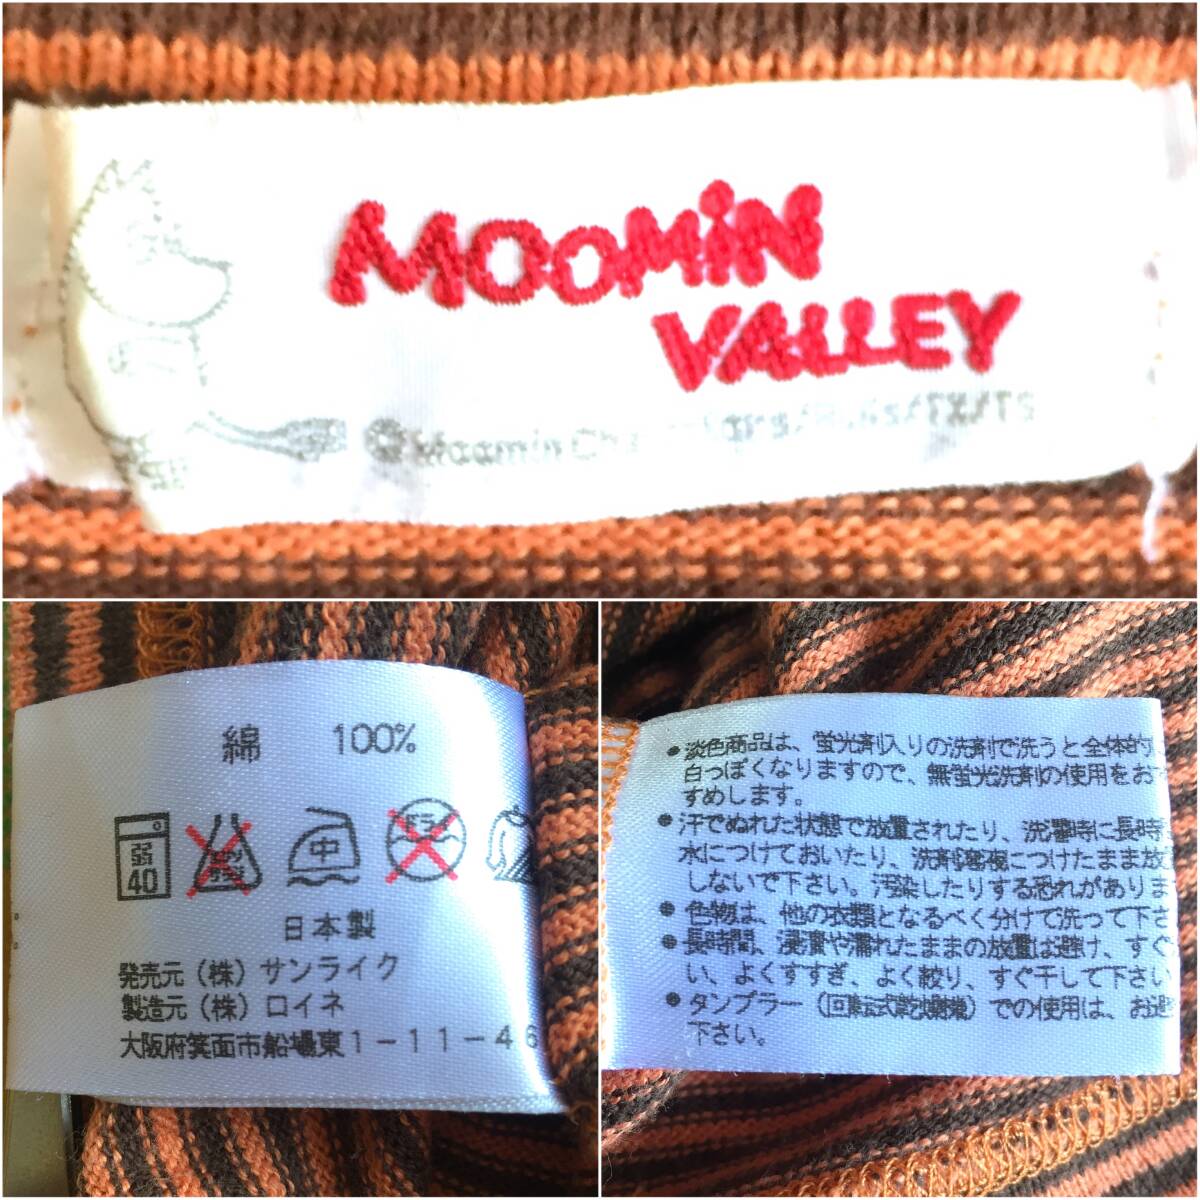 MOOMiN
VALLEY
© Moomin Characters/Bulls/TX/TS
綿 100%
弱
40
中
日本製
発売元(株)サンライク
製造元(株)ロイネ
大阪府箕面市船場東1-11-46
●淡色商品は、蛍光剤入りの洗剤で洗うと全体的に
白っぽくなりますので、無蛍光洗剤の使用をおす
すめします。
●汗でぬれた状態で放置されたり、洗濯時に長時
水につけておいたり、洗剤溶液につけたまま放
しないで下さい。汚染したりする恐れがありま
●色物は、他の衣類となるべく分けて洗って下さ
●長時間、浸漬や濡れたままの放置は避け、すぐ
い、よくすすぎ、よく絞り、すぐ干して下さい
●タンブラー(回転式乾燥機)での使用は、お避
下さい。